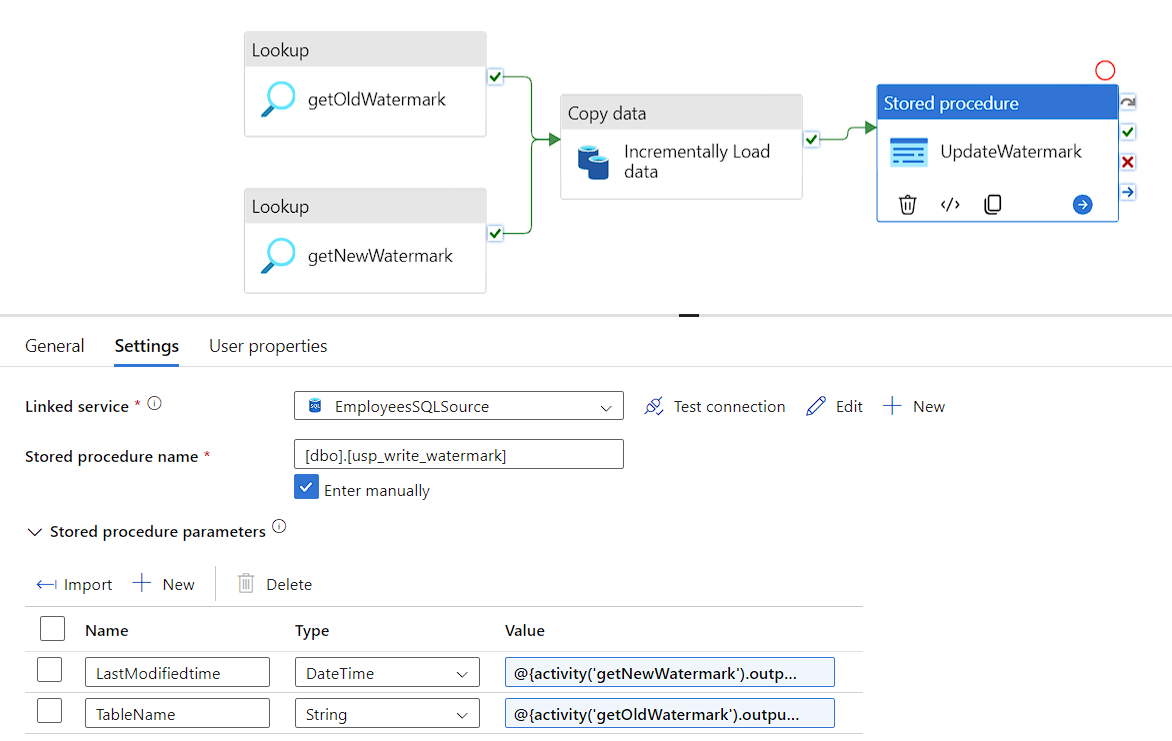 Lookup
getOldWatermark
Lookup
getNewWatermark
Copy data
Incrementally Load
data
Stored procedure
UpdateWatermark
General Settings User properties
Linked service * EmployeesSQLSource Test connection Edit New
Stored procedure name * [dbo].[usp_write_watermark]
Enter manually
Stored procedure parameters
Import New Delete
Name Type Value
LastModifiedtime DateTime @{activity('getNewWatermark').outp...
TableName String @{activity('getOldWatermark').outpu...